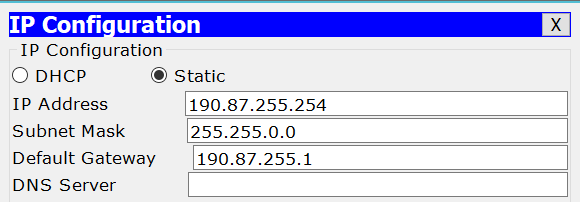 IP Configuration X
IP Configuration
DHCP Static
IP Address 190.87.255.254
Subnet Mask 255.255.0.0
Default Gateway 190.87.255.1
DNS Server